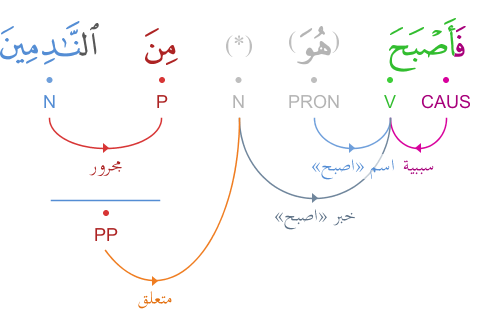 فَأَصْبَحَ (هُوَ) (*) مِنَ ٱلنَّـٰدِمِينَ
CAUS V PRON N P N
سببية اسم «اصبح» مجرور
خبر «اصبح»
PP
متعلق